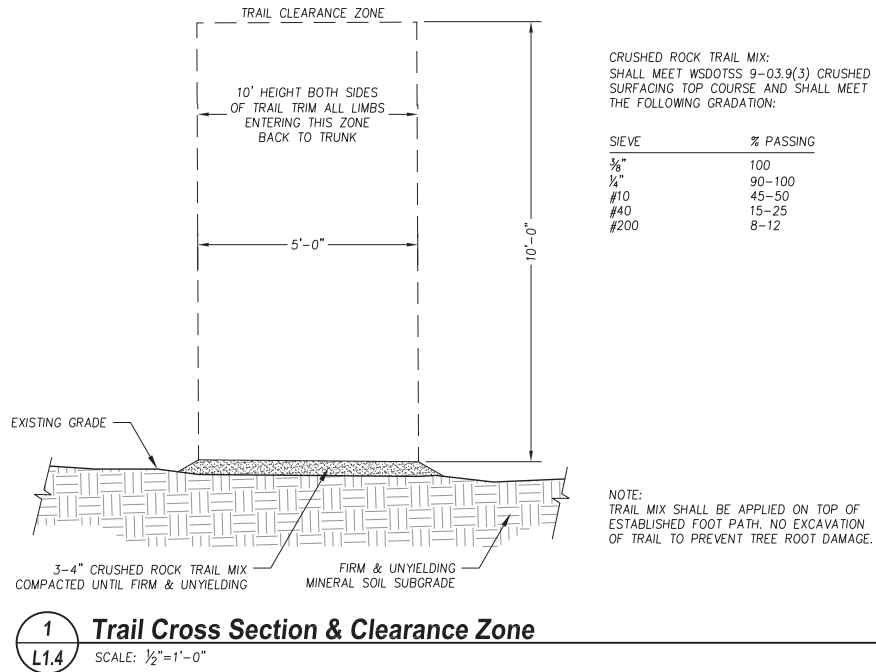 TRAIL CLEARANCE ZONE
10' HEIGHT BOTH SIDES
OF TRAIL TRIM ALL LIMBS
ENTERING THIS ZONE
BACK TO TRUNK
5'-0"
10'-0"
EXISTING GRADE
3-4" CRUSHED ROCK TRAIL MIX
COMPACTED UNTIL FIRM & UNYIELDING
FIRM & UNYIELDING
MINERAL SOIL SUBGRADE
CRUSHED ROCK TRAIL MIX:
SHALL MEET WSDOTSS 9-03.9(3) CRUSHED
SURFACING TOP COURSE AND SHALL MEET
THE FOLLOWING GRADATION:
SIEVE % PASSING
3/8" 100
1/4" 90-100
#10 45-50
#40 15-25
#200 8-12
NOTE:
TRAIL MIX SHALL BE APPLIED ON TOP OF
ESTABLISHED FOOT PATH. NO EXCAVATION
OF TRAIL TO PREVENT TREE ROOT DAMAGE.
1
L1.4
Trail Cross Section & Clearance Zone
SCALE: 1/2"=1'-0"